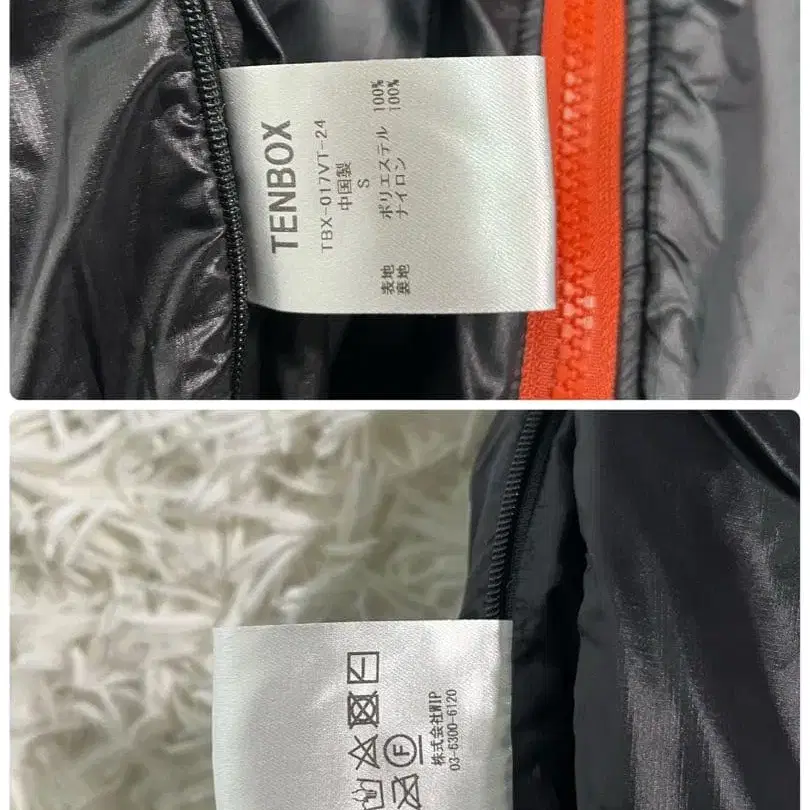 TENBOX
TBX-017VT-24
中国製
S
表地 ポリエステル 100%
裏地 ナイロン 100%
F
株式会社WIP
03-6300-6120